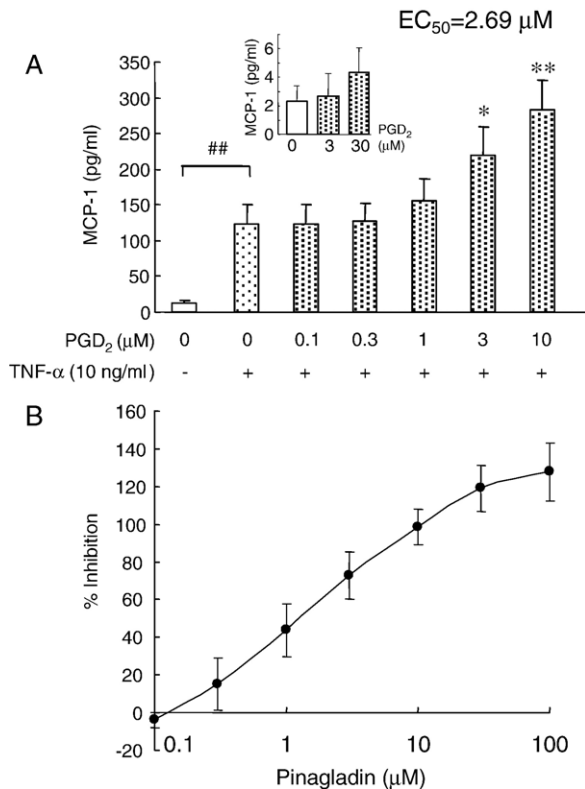 EC50=2.69 μM
A
MCP-1 (pg/ml)
350
300
250
200
150
100
50
0
##
*
**
MCP-1 (pg/ml)
6
4
2
0
0 3 30
PGD2
(μM)
PGD2 (μM) 0 0 0.1 0.3 1 3 10
TNF-α (10 ng/ml) - + + + + + +
B
% Inhibition
160
140
120
100
80
60
40
20
0
-20
0.1 1 10 100
Pinagladin (μM)